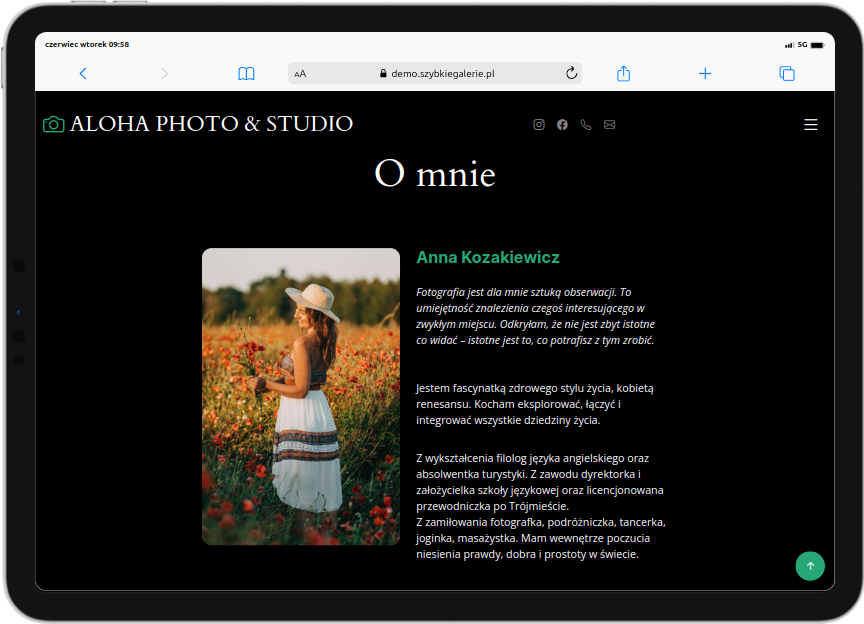 czerwiec wtorek 09:58
5G
AA
demo.szybkiegalerie.pl
ALOHA PHOTO & STUDIO
O mnie
Anna Kozakiewicz
Fotografia jest dla mnie sztuką obserwacji. To
umiejętność znalezienia czegoś interesującego w
zwykłym miejscu. Odkryłam, że nie jest zbyt istotne
co widać – istotne jest to, co potrafisz z tym zrobić.
Jestem fascynatką zdrowego stylu życia, kobietą
renesansu. Kocham eksplorować, łączyć i
integrować wszystkie dziedziny życia.
Z wykształcenia filolog języka angielskiego oraz
absolwentka turystyki. Z zawodu dyrektorka i
założycielka szkoły językowej oraz licencjonowana
przewodniczka po Trójmieście.
Z zamiłowania fotografka, podróżniczka, tancerka,
joginka, masażystka. Mam wewnętrze poczucia
niesienia prawdy, dobra i prostoty w świecie.